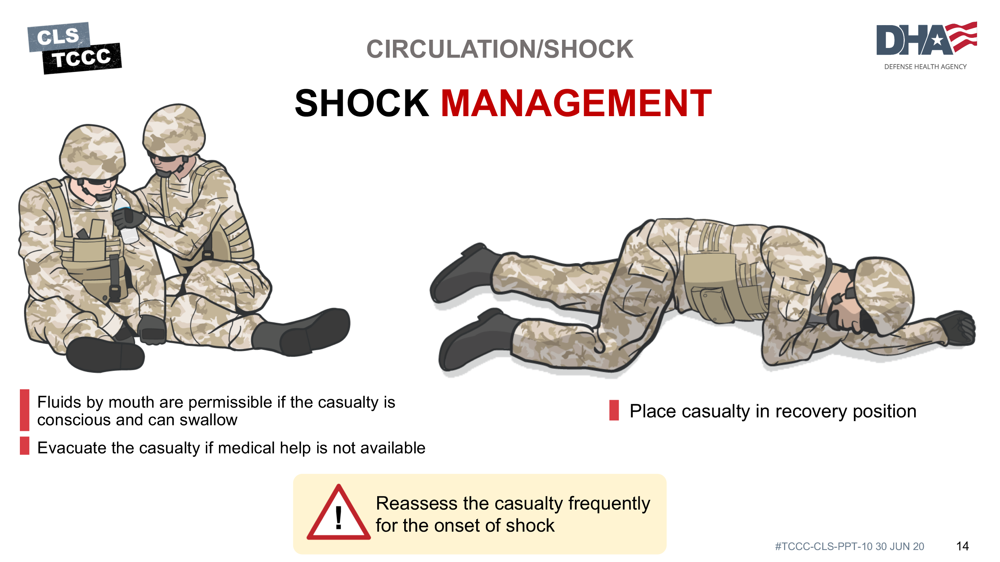 CLS
TCCC
CIRCULATION/SHOCK
DHA
DEFENSE HEALTH AGENCY
SHOCK MANAGEMENT
Fluids by mouth are permissible if the casualty is
conscious and can swallow
Evacuate the casualty if medical help is not available
Place casualty in recovery position
!
Reassess the casualty frequently
for the onset of shock
#TCCC-CLS-PPT-10 30 JUN 20
14